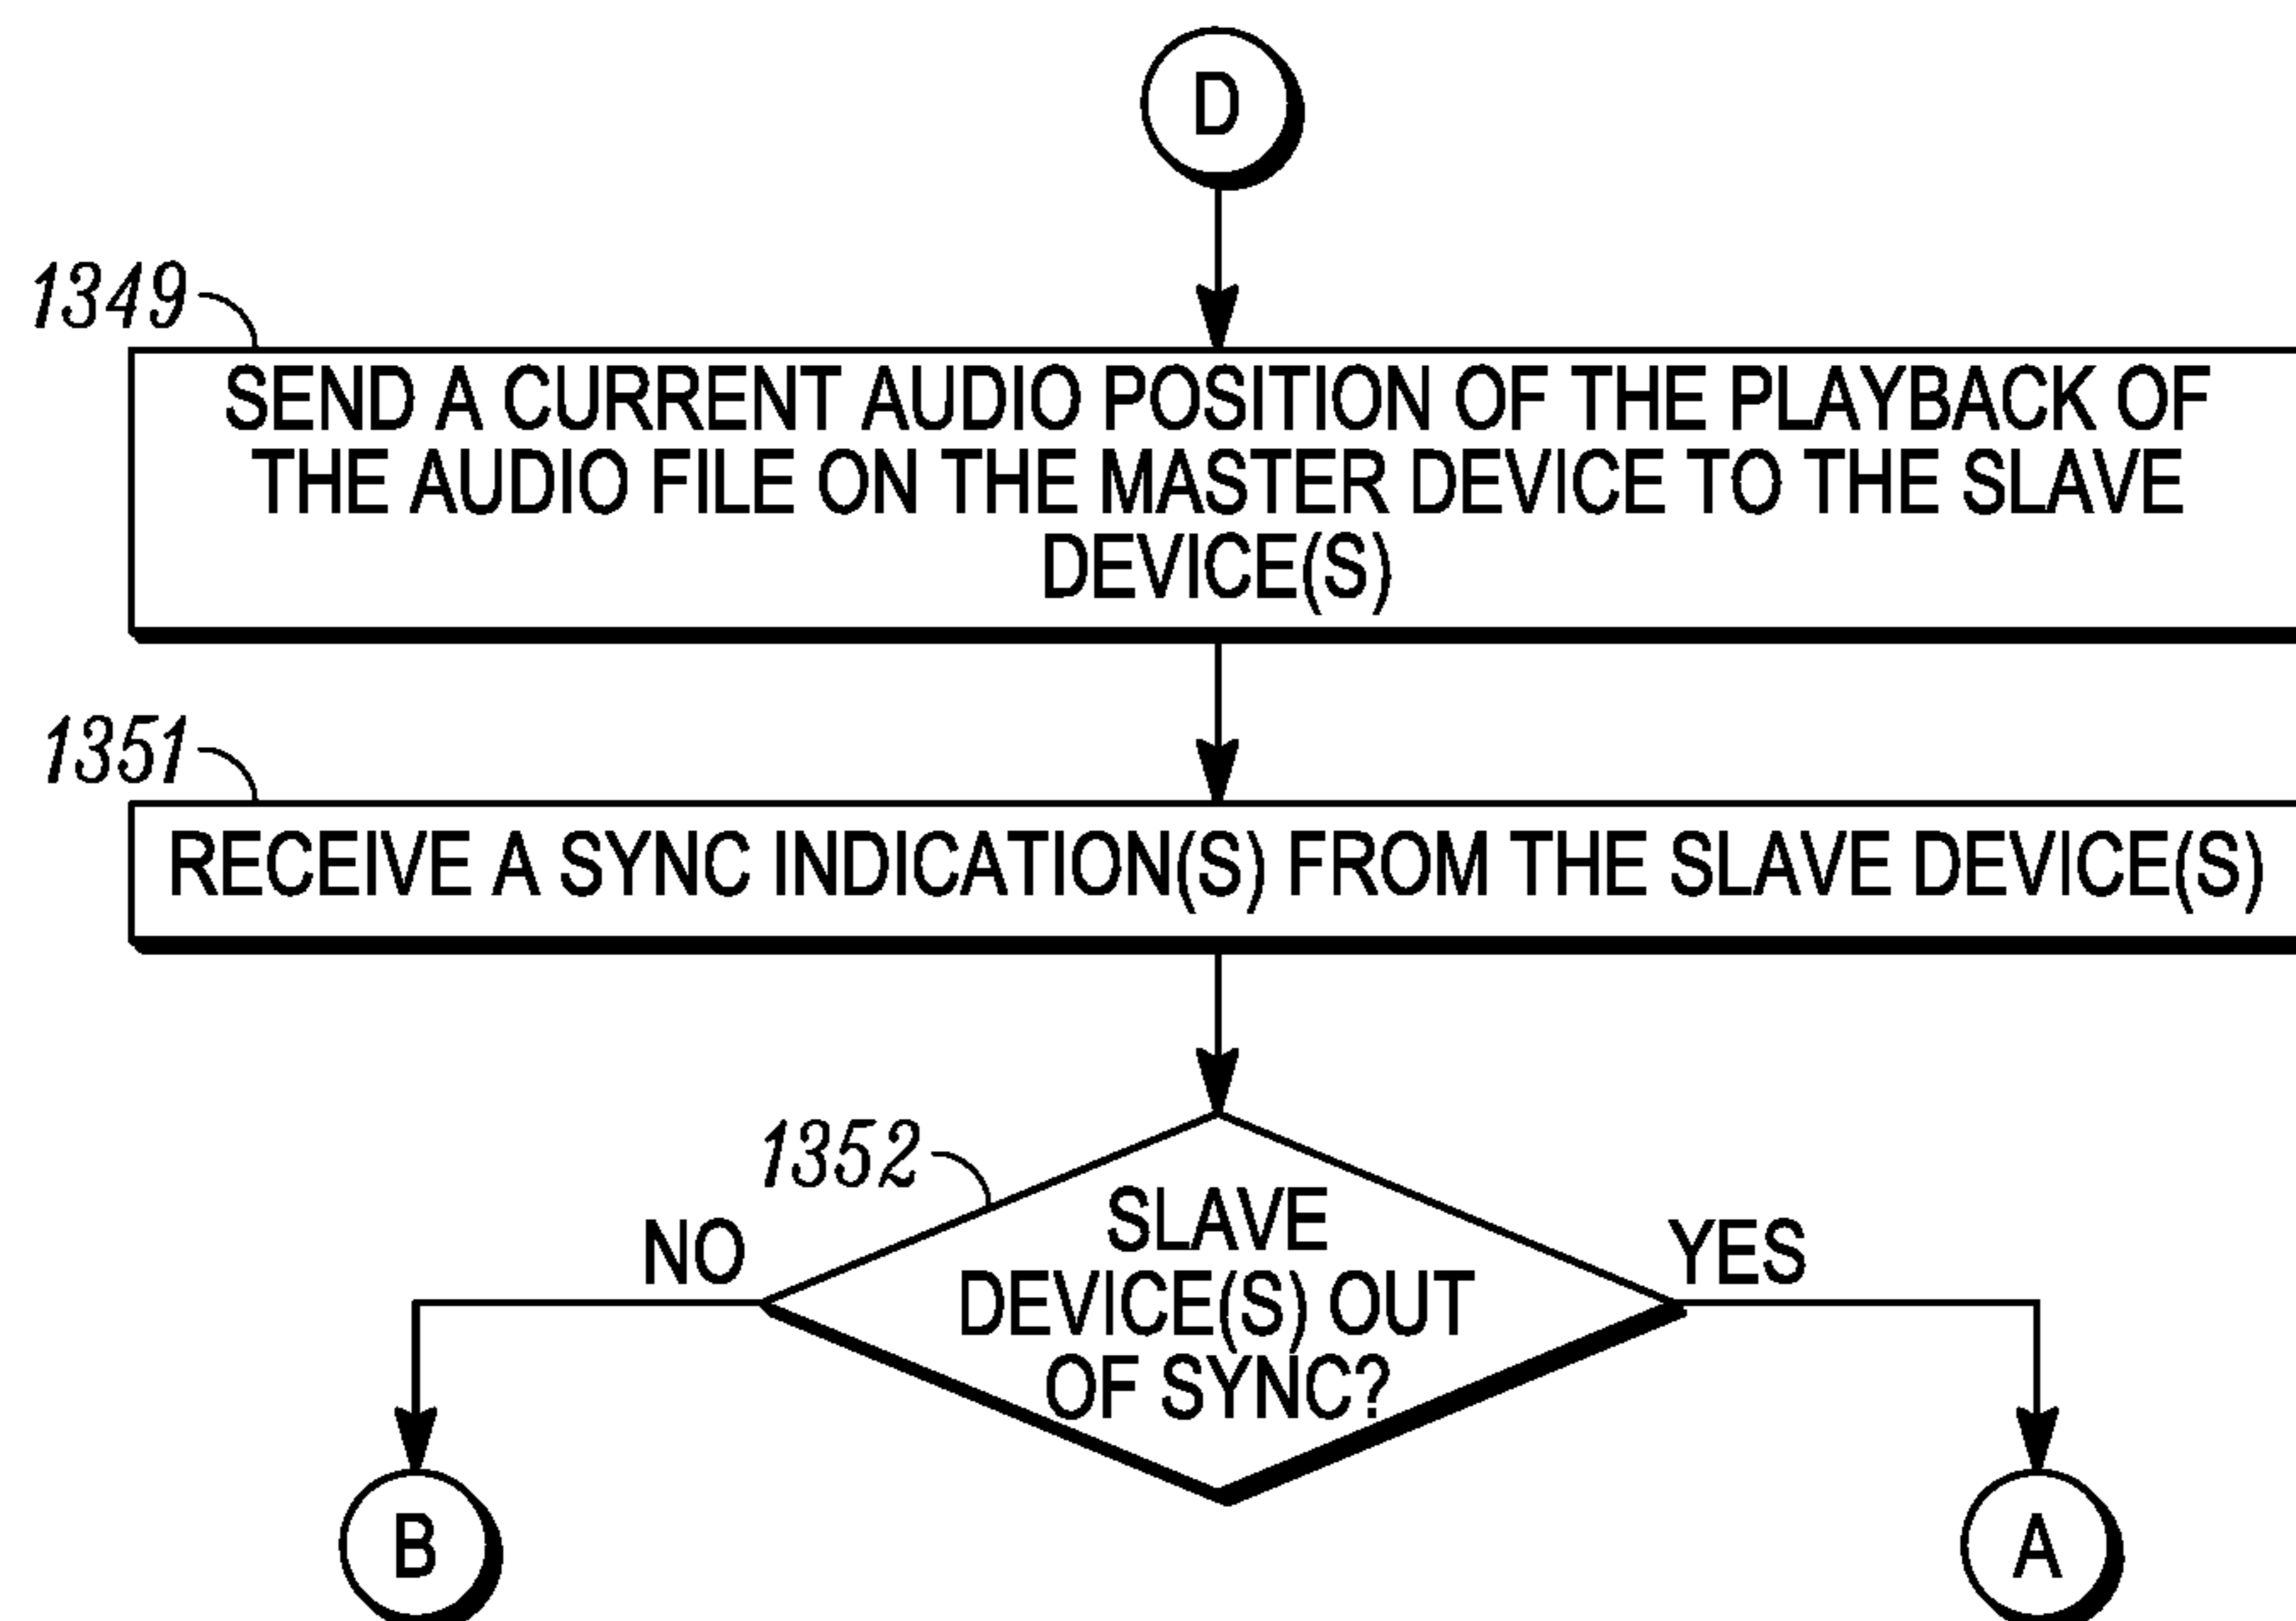 D
1349
SEND A CURRENT AUDIO POSITION OF THE PLAYBACK OF
THE AUDIO FILE ON THE MASTER DEVICE TO THE SLAVE
DEVICE(S)
1351
RECEIVE A SYNC INDICATION(S) FROM THE SLAVE DEVICE(S)
1352
SLAVE
DEVICE(S) OUT
OF SYNC?
NO
YES
B
A